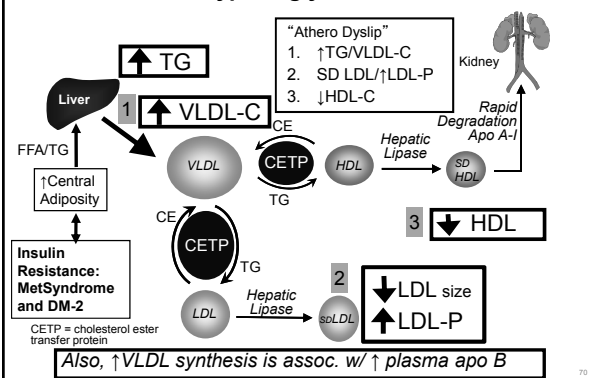 ↑ TG
"Athero Dyslip"
1. ↑TG/VLDL-C
2. SD LDL/↑LDL-P
3. ↓HDL-C
Kidney
Liver
1
↑ VLDL-C
Rapid
Degradation
Apo A-I
FFA/TG
VLDL
CE
CETP
TG
HDL
Hepatic
Lipase
SD
HDL
↑Central
Adiposity
3
↓ HDL
CE
CETP
TG
Insulin
Resistance:
MetSyndrome
and DM-2
2
↓LDL size
↑LDL-P
LDL
Hepatic
Lipase
SDLDL
CETP = cholesterol ester
transfer protein
Also, ↑VLDL synthesis is assoc. w/ ↑ plasma apo B
70